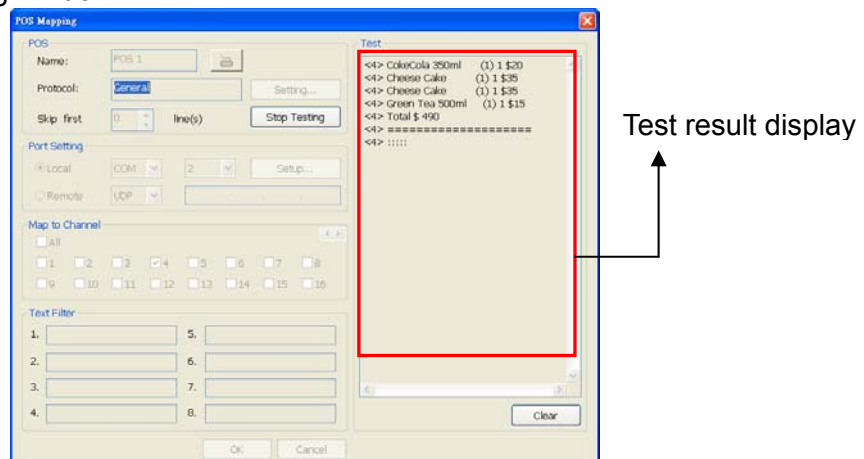 POS Mapping
POS
Name: POS 1
Protocol: General Setting...
Skip first 0 line(s) Stop Testing
Port Setting
Local COM 2 Setup...
Remote UDP
Map to Channel
All
1 2 3 4 5 6 7 8
9 10 11 12 13 14 15 16
Text Filter
1. 5.
2. 6.
3. 7.
4. 8.
OK Cancel
Test
<4> CokeCola 350ml (1) 1 $20
<4> Cheese Cake (1) 1 $35
<4> Cheese Cake (1) 1 $35
<4> Green Tea 500ml (1) 1 $15
<4> Total $ 490
<4> =====================
<4> :::::
Clear
Test result display